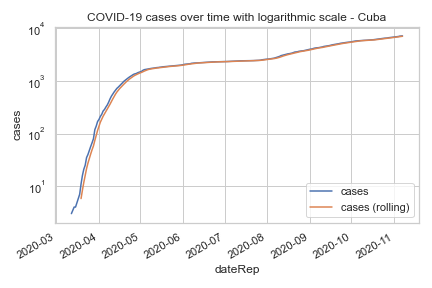 COVID-19 cases over time with logarithmic scale - Cuba
10^4
10^3
10^2
10^1
cases
cases
cases (rolling)
2020-03
2020-04
2020-05
2020-06
2020-07
2020-08
2020-09
2020-10
2020-11
dateRep